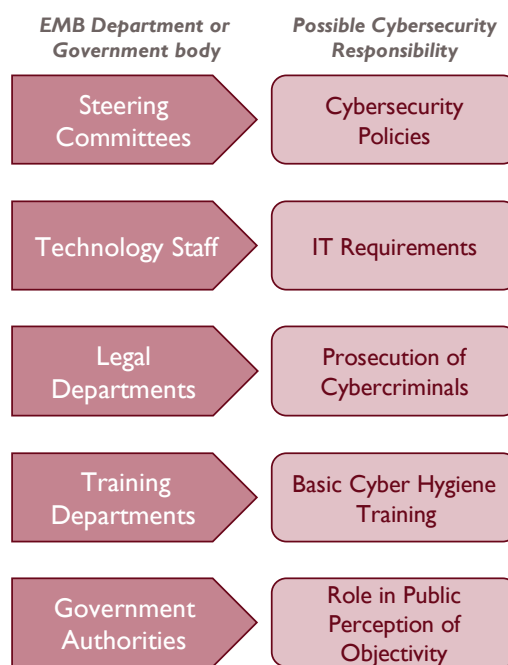 EMB Department or
Government body
Possible Cybersecurity
Responsibility
Steering
Committees
Cybersecurity
Policies
Technology Staff
IT Requirements
Legal
Departments
Prosecution of
Cybercriminals
Training
Departments
Basic Cyber Hygiene
Training
Government
Authorities
Role in Public
Perception of
Objectivity